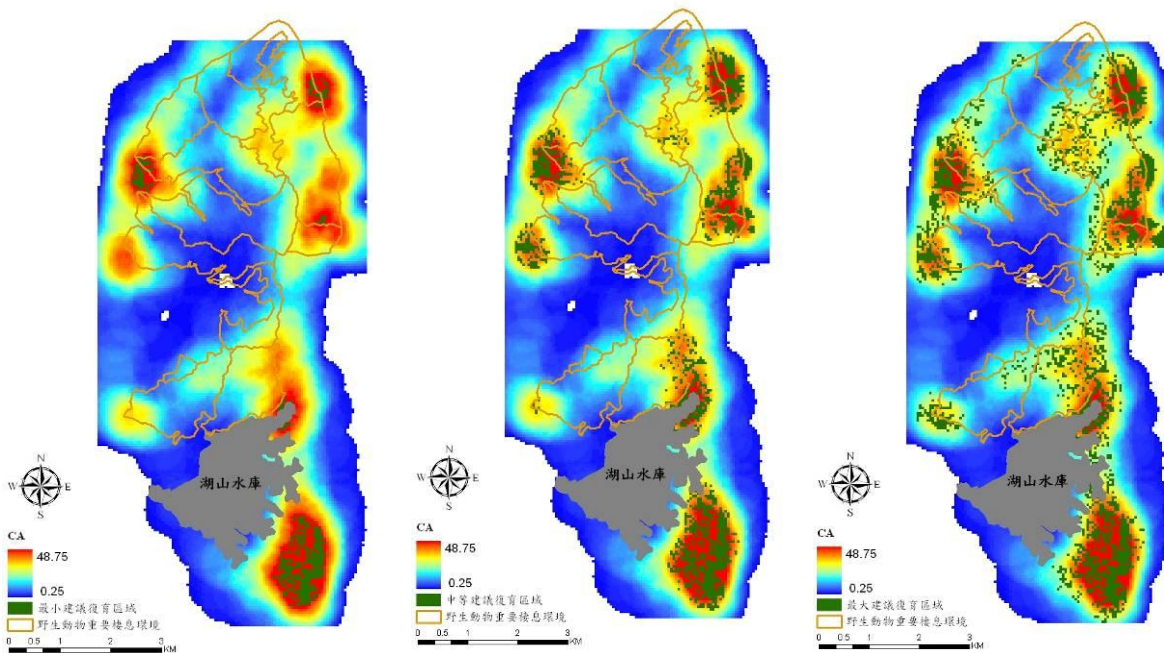 湖山水庫
N
W E
S
CA
48.75
0.25
最小建議復育區域
野生動物重要棲息環境
0 0.5 1 2 3
KM
湖山水庫
N
W E
S
CA
48.75
0.25
中等建議復育區域
野生動物重要棲息環境
0 0.5 1 2 3
KM
湖山水庫
N
W E
S
CA
48.75
0.25
最大建議復育區域
野生動物重要棲息環境
0 0.5 1 2 3
KM